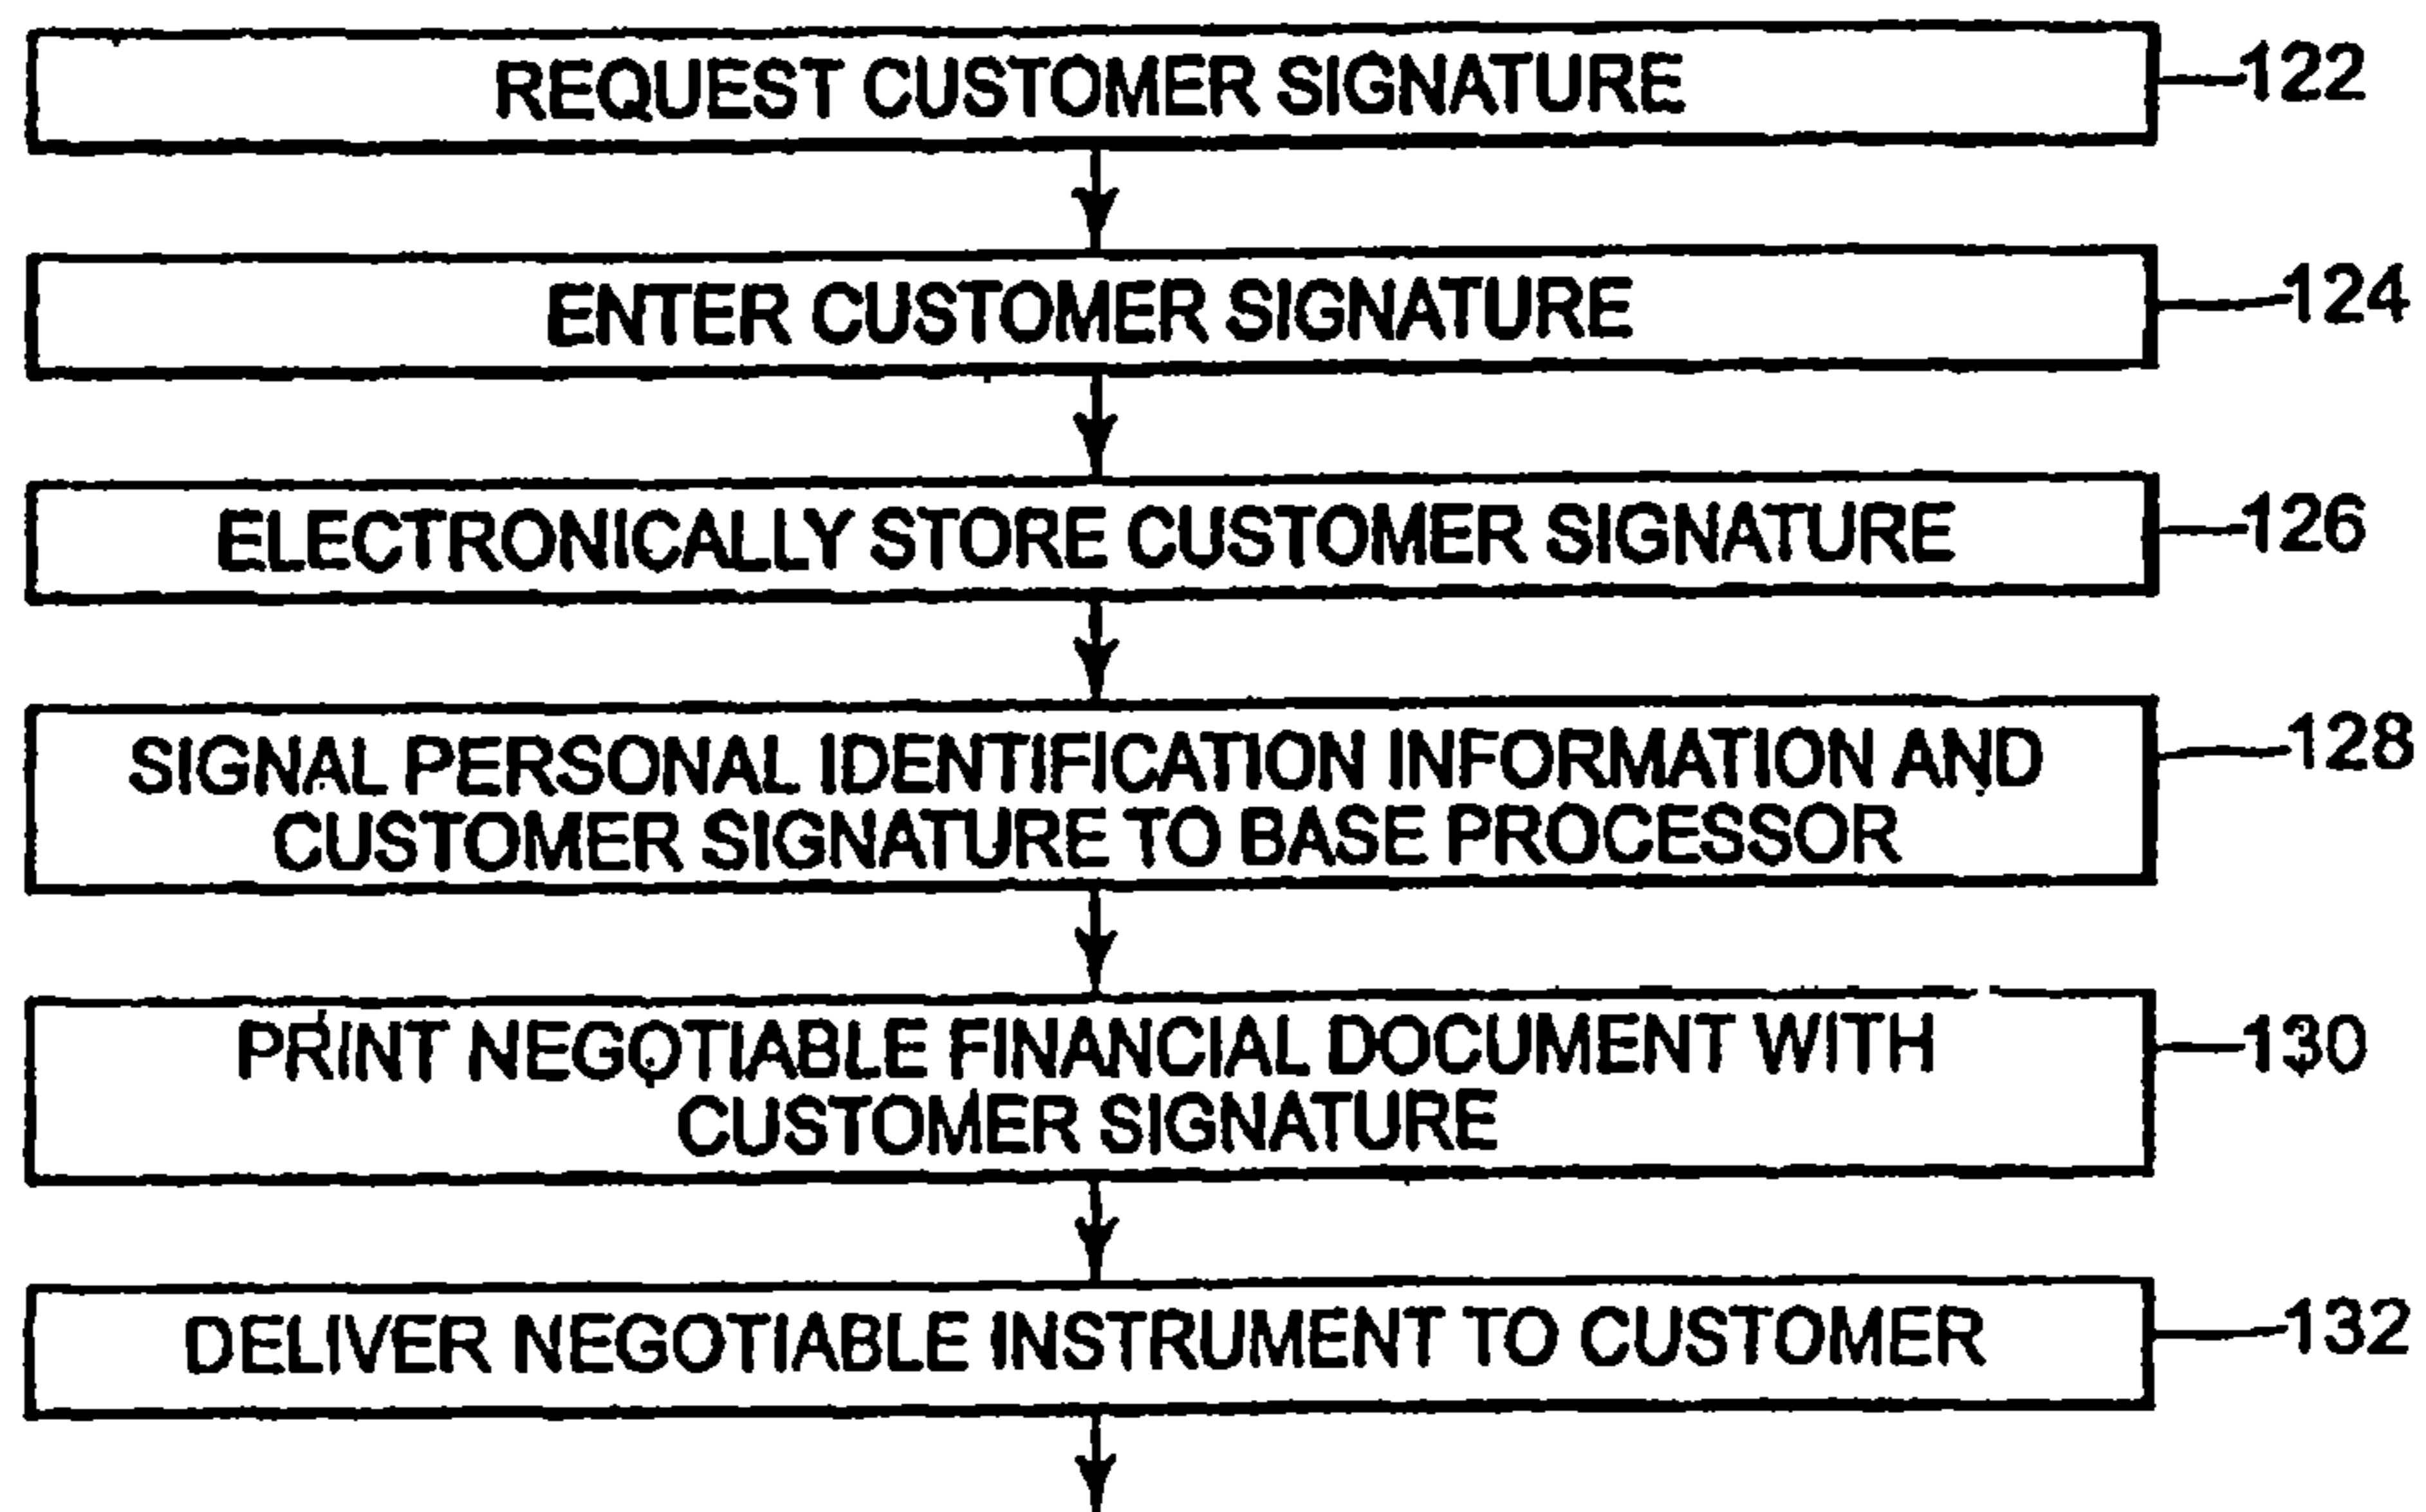 REQUEST CUSTOMER SIGNATURE 122
ENTER CUSTOMER SIGNATURE 124
ELECTRONICALLY STORE CUSTOMER SIGNATURE 126
SIGNAL PERSONAL IDENTIFICATION INFORMATION AND 128
CUSTOMER SIGNATURE TO BASE PROCESSOR
PRINT NEGOTIABLE FINANCIAL DOCUMENT WITH 130
CUSTOMER SIGNATURE
DELIVER NEGOTIABLE INSTRUMENT TO CUSTOMER 132